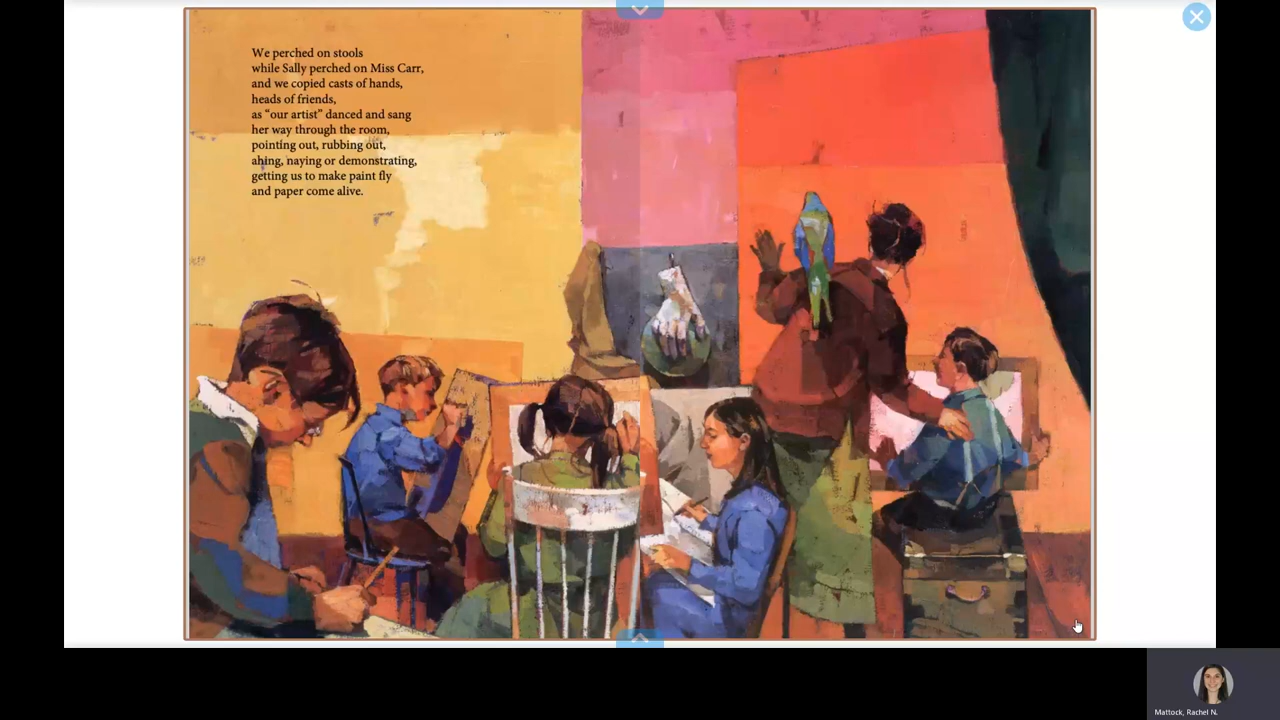 We perched on stools
while Sally perched on Miss Carr,
and we copied casts of hands,
heads of friends,
as “our artist” danced and sang
her way through the room,
pointing out, rubbing out,
ahing, naying or demonstrating,
getting us to make paint fly
and paper come alive.
Mattock, Rachel N.